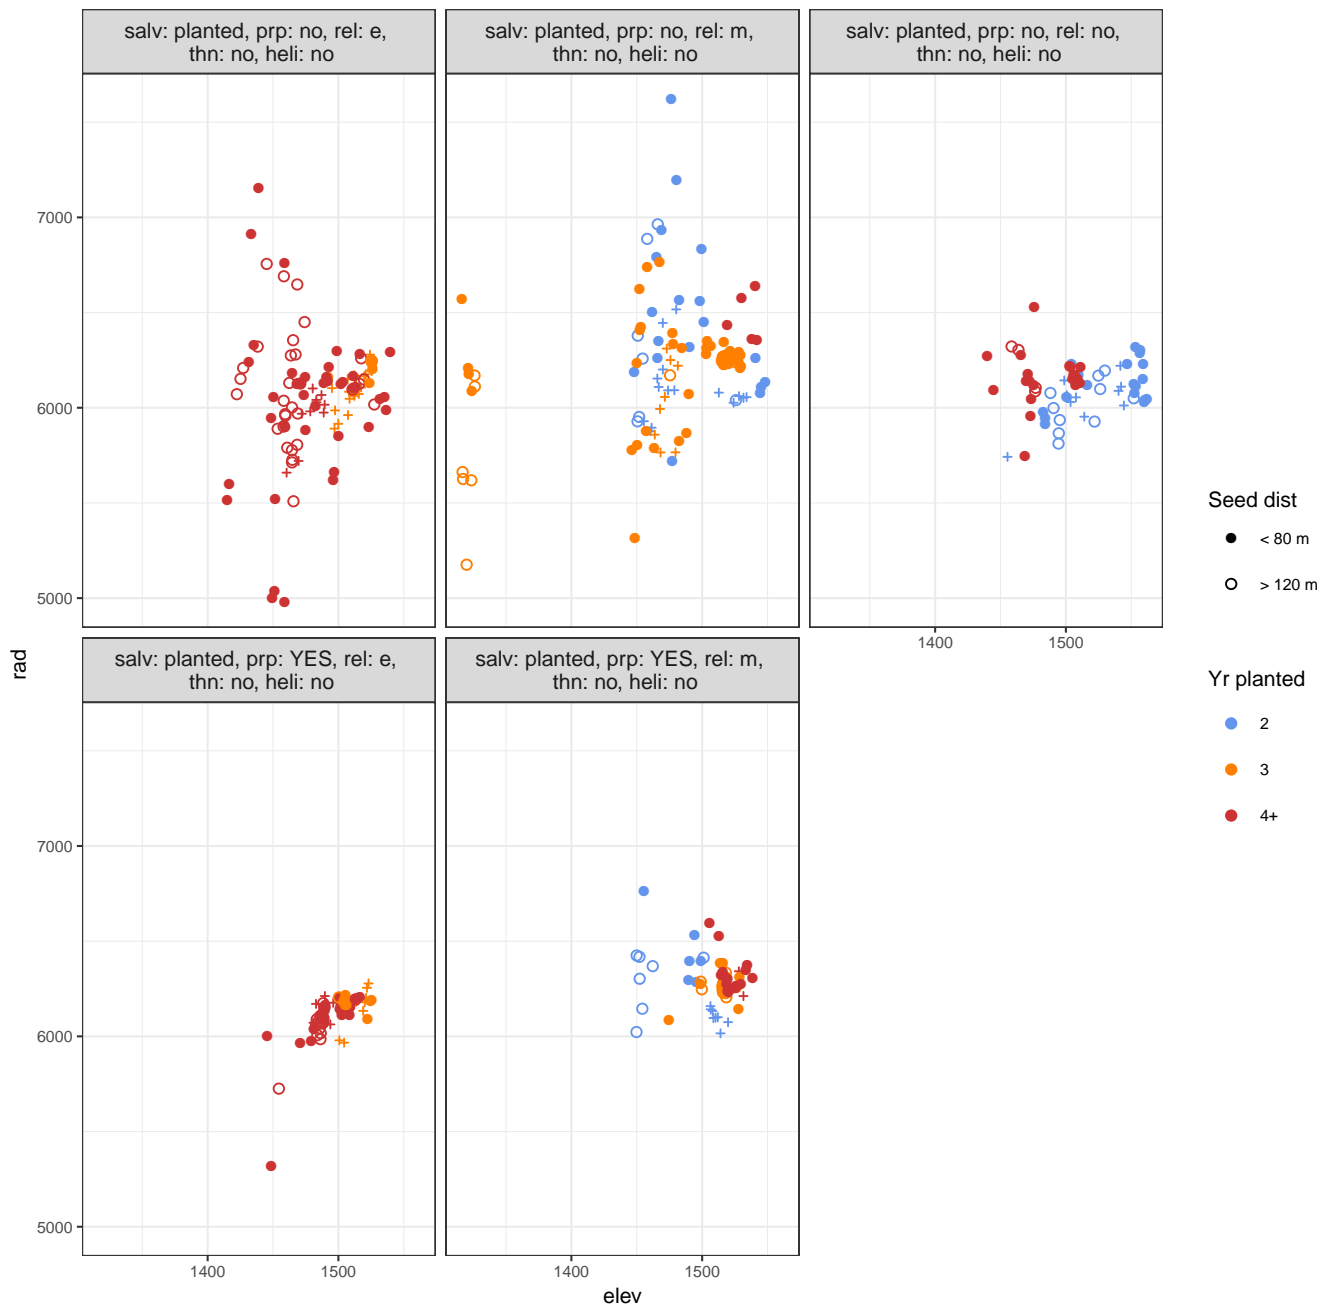 salv: planted, prp: no, rel: e,
thn: no, heli: no
salv: planted, prp: no, rel: m,
thn: no, heli: no
salv: planted, prp: no, rel: no,
thn: no, heli: no
7000
6000
5000
1400
1500
salv: planted, prp: YES, rel: e,
thn: no, heli: no
salv: planted, prp: YES, rel: m,
thn: no, heli: no
7000
6000
5000
1400
1500
1400
1500
elev
rad
Seed dist
< 80 m
> 120 m
Yr planted
2
3
4+